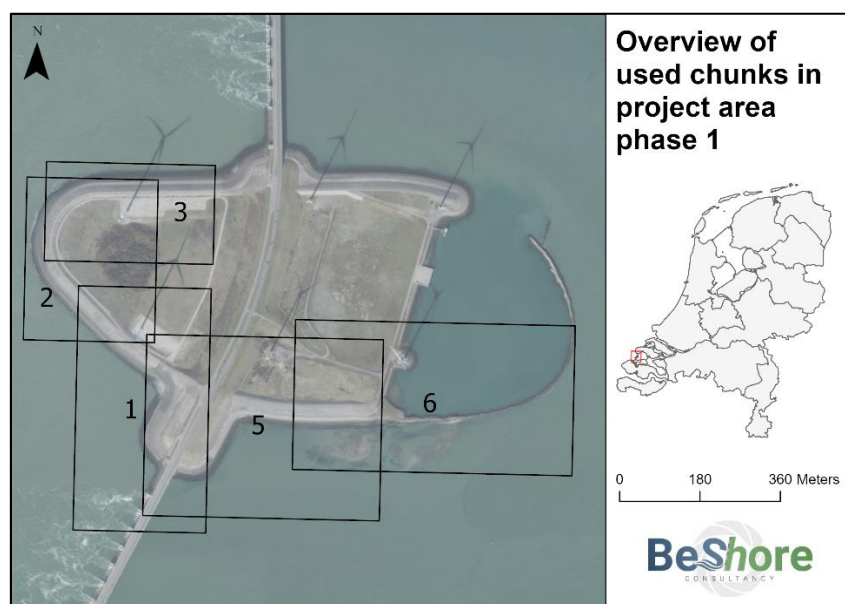 N
Overview of
used chunks in
project area
phase 1
3
2
1
5
6
0 180 360 Meters
BeShore
CONSULTANCY